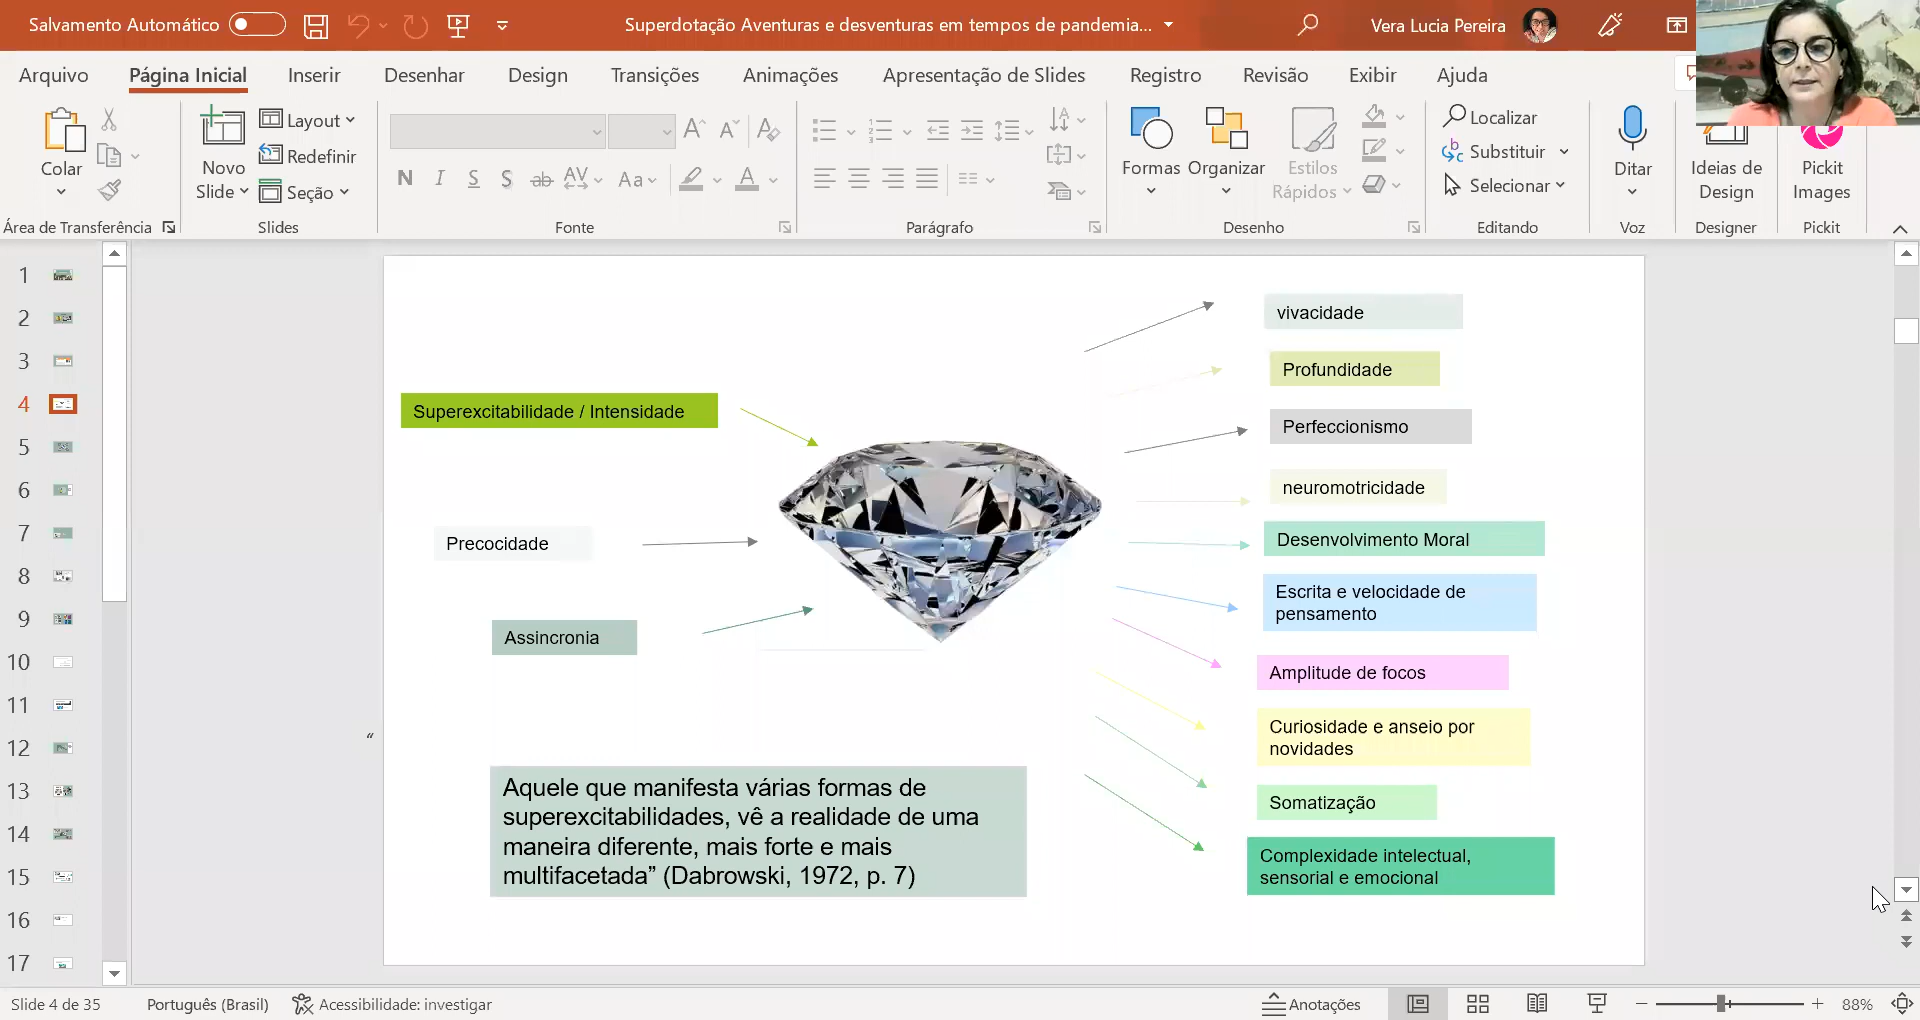 Salvamento Automático
Superdotação Aventuras e desventuras em tempos de pandemia...
Vera Lucia Pereira
Arquivo
Página Inicial
Inserir
Desenhar
Design
Transições
Animações
Apresentação de Slides
Registro
Revisão
Exibir
Ajuda
Colar
Novo
Slide
Layout
Redefinir
Seção
N I S S ab AV Aa A
Formas
Organizar
Estilos
Rápidos
Localizar
Substituir
Selecionar
Ditar
Ideias de
Design
Pickit
Images
Área de Transferência
Slides
Fonte
Parágrafo
Desenho
Editando
Voz
Designer
Pickit
1
2
3
4
5
6
7
8
9
10
11
12
13
14
15
16
17
Superexcitabilidade / Intensidade
Precocidade
Assincronia
“
Aquele que manifesta várias formas de
superexcitabilidades, vê a realidade de uma
maneira diferente, mais forte e mais
multifacetada” (Dabrowski, 1972, p. 7)
vivacidade
Profundidade
Perfeccionismo
neuromotricidade
Desenvolvimento Moral
Escrita e velocidade de
pensamento
Amplitude de focos
Curiosidade e anseio por
novidades
Somatização
Complexidade intelectual,
sensorial e emocional
Slide 4 de 35
Português (Brasil)
Acessibilidade: investigar
Anotações
88%